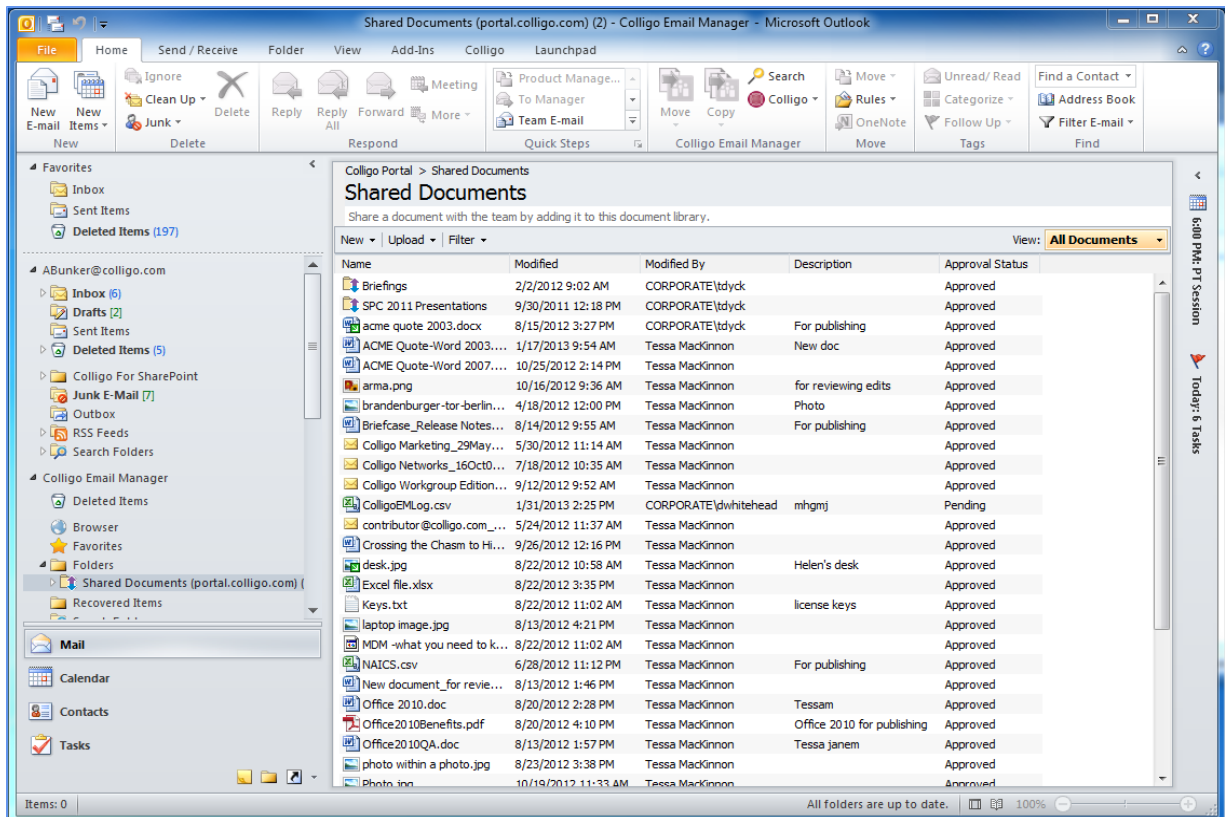 Shared Documents (portal.colligo.com) (2) - Colligo Email Manager - Microsoft Outlook
File Home Send / Receive Folder View Add-Ins Colligo Launchpad
New E-mail
New Items
New
Ignore
Clean Up
Junk
Delete
Delete
Reply
Reply All
Forward
Meeting
More
Respond
Product Manage...
To Manager
Team E-mail
Quick Steps
Move
Copy
Search
Colligo
Colligo Email Manager
Move
Rules
OneNote
Move
Unread/ Read
Categorize
Follow Up
Tags
Find a Contact
Address Book
Filter E-mail
Find
Favorites
Inbox
Sent Items
Deleted Items (197)
ABunker@colligo.com
Inbox (6)
Drafts [2]
Sent Items
Deleted Items (5)
Colligo For SharePoint
Junk E-Mail [7]
Outbox
RSS Feeds
Search Folders
Colligo Email Manager
Deleted Items
Browser
Favorites
Folders
Shared Documents (portal.colligo.com) (
Recovered Items
Mail
Calendar
Contacts
Tasks
Colligo Portal > Shared Documents
Shared Documents
Share a document with the team by adding it to this document library.
New Upload Filter View: All Documents
Name Modified Modified By Description Approval Status
Briefings 2/2/2012 9:02 AM CORPORATE\tdyck Approved
SPC 2011 Presentations 9/30/2011 12:18 PM CORPORATE\tdyck Approved
acme quote 2003.docx 8/15/2012 3:27 PM CORPORATE\tdyck For publishing Approved
ACME Quote-Word 2003.... 1/17/2013 9:54 AM Tessa MacKinnon New doc Approved
ACME Quote-Word 2007.... 10/25/2012 2:14 PM Tessa MacKinnon Approved
arma.png 10/16/2012 9:36 AM Tessa MacKinnon for reviewing edits Approved
brandenburger-tor-berlin... 4/18/2012 12:00 PM Tessa MacKinnon Photo Approved
Briefcase_Release Notes... 8/14/2012 9:55 AM Tessa MacKinnon For publishing Approved
Colligo Marketing_29May... 5/30/2012 11:14 AM Tessa MacKinnon Approved
Colligo Networks_16Oct0... 7/18/2012 10:35 AM Tessa MacKinnon Approved
Colligo Workgroup Edition... 9/12/2012 9:52 AM Tessa MacKinnon Approved
ColligoEMLog.csv 1/31/2013 2:25 PM CORPORATE\dwhitehead mhgmj Pending
contributor@colligo.com_... 5/24/2012 11:37 AM Tessa MacKinnon Approved
Crossing the Chasm to Hi... 9/26/2012 12:16 PM Tessa MacKinnon Approved
desk.jpg 8/22/2012 10:58 AM Tessa MacKinnon Helen's desk Approved
Excel file.xlsx 8/22/2012 3:35 PM Tessa MacKinnon Approved
Keys.txt 8/22/2012 11:02 AM Tessa MacKinnon license keys Approved
laptop image.jpg 8/13/2012 4:21 PM Tessa MacKinnon Approved
MDM -what you need to k... 8/22/2012 11:02 AM Tessa MacKinnon Approved
NAICS.csv 6/28/2012 11:12 PM Tessa MacKinnon For publishing Approved
New document_for revie... 8/13/2012 1:46 PM Tessa MacKinnon Approved
Office 2010.doc 8/20/2012 2:28 PM Tessa MacKinnon Tessam Approved
Office2010Benefits.pdf 8/20/2012 4:10 PM Tessa MacKinnon Office 2010 for publishing Approved
Office2010QA.doc 8/13/2012 1:57 PM Tessa MacKinnon Tessa janem Approved
photo within a photo.jpg 8/23/2012 3:38 PM Tessa MacKinnon Approved
Photo.jpg 10/19/2012 11:33 AM Tessa MacKinnon Approved
6:00 PM: PT Session
Today: 6 Tasks
Items: 0 All folders are up to date. 100%